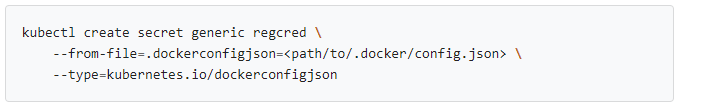 kubectl create secret generic regcred \
    --from-file=.dockerconfigjson=<path/to/.docker/config.json> \
    --type=kubernetes.io/dockerconfigjson